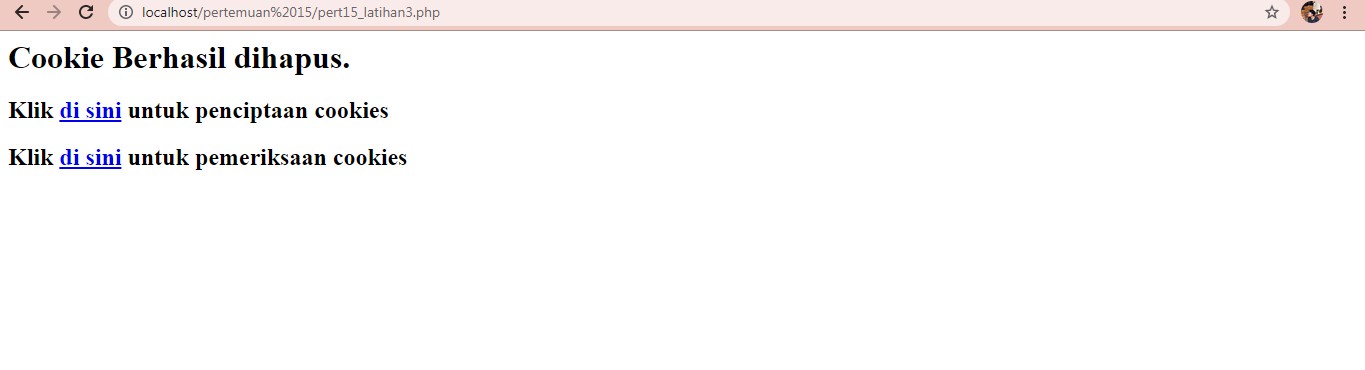 localhost/pertemuan%2015/pert15_latihan3.php
Cookie Berhasil dihapus.
Klik di sini untuk penciptaan cookies
Klik di sini untuk pemeriksaan cookies